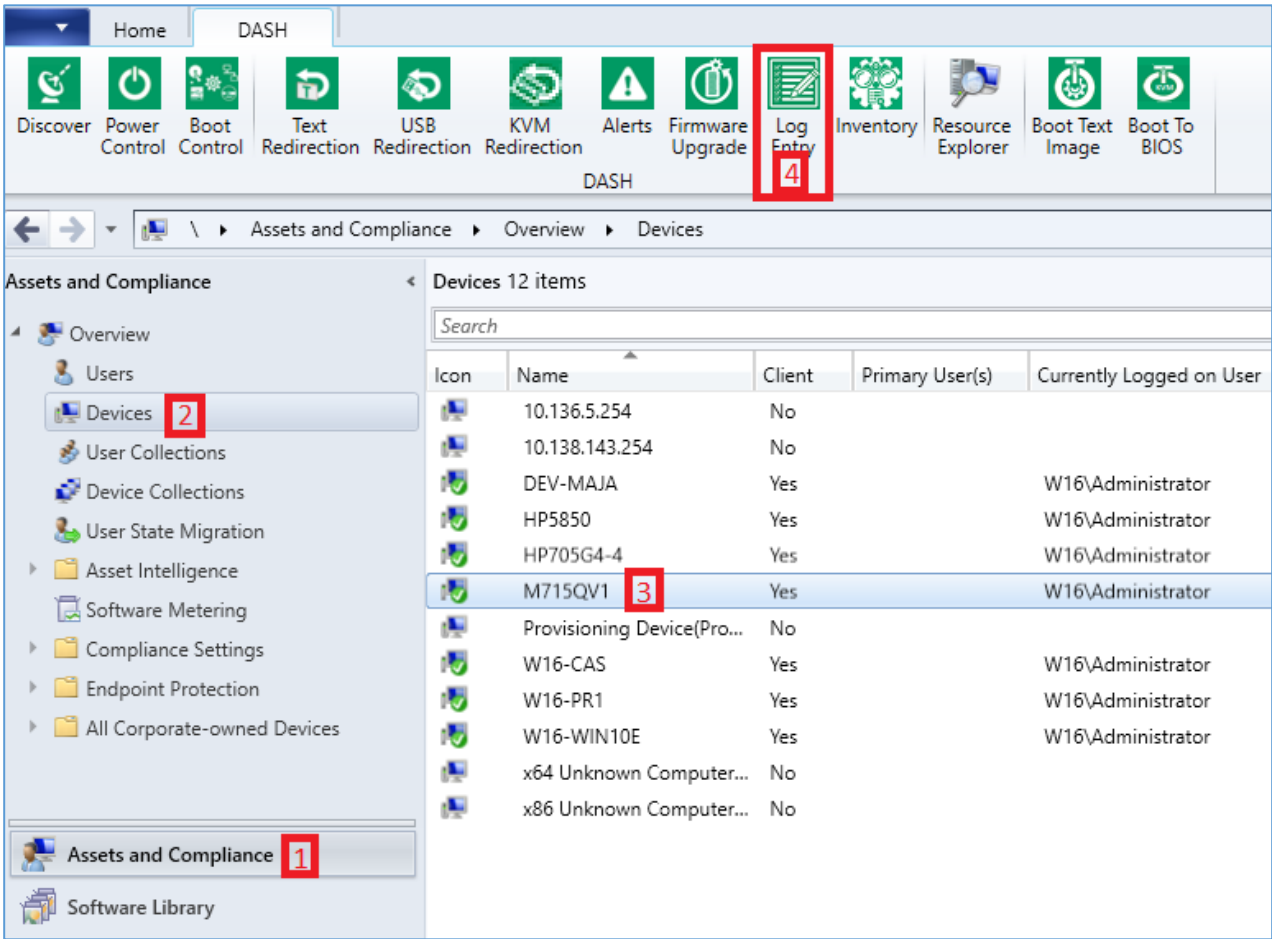 Home DASH
Discover Power Control Boot Control Text Redirection USB Redirection KVM Redirection Alerts Firmware Upgrade Log Entry Inventory Resource Explorer Boot Text Image Boot To BIOS
4
DASH
\ Assets and Compliance Overview Devices
Assets and Compliance
Overview
Users
Devices 2
User Collections
Device Collections
User State Migration
Asset Intelligence
Software Metering
Compliance Settings
Endpoint Protection
All Corporate-owned Devices
Assets and Compliance 1
Software Library
Devices 12 items
Search
Icon Name Client Primary User(s) Currently Logged on User
10.136.5.254 No
10.138.143.254 No
DEV-MAJA Yes W16\Administrator
HP5850 Yes W16\Administrator
HP705G4-4 Yes W16\Administrator
M715QV1 3 Yes W16\Administrator
Provisioning Device(Pro... No
W16-CAS Yes W16\Administrator
W16-PR1 Yes W16\Administrator
W16-WIN10E Yes W16\Administrator
x64 Unknown Computer... No
x86 Unknown Computer... No